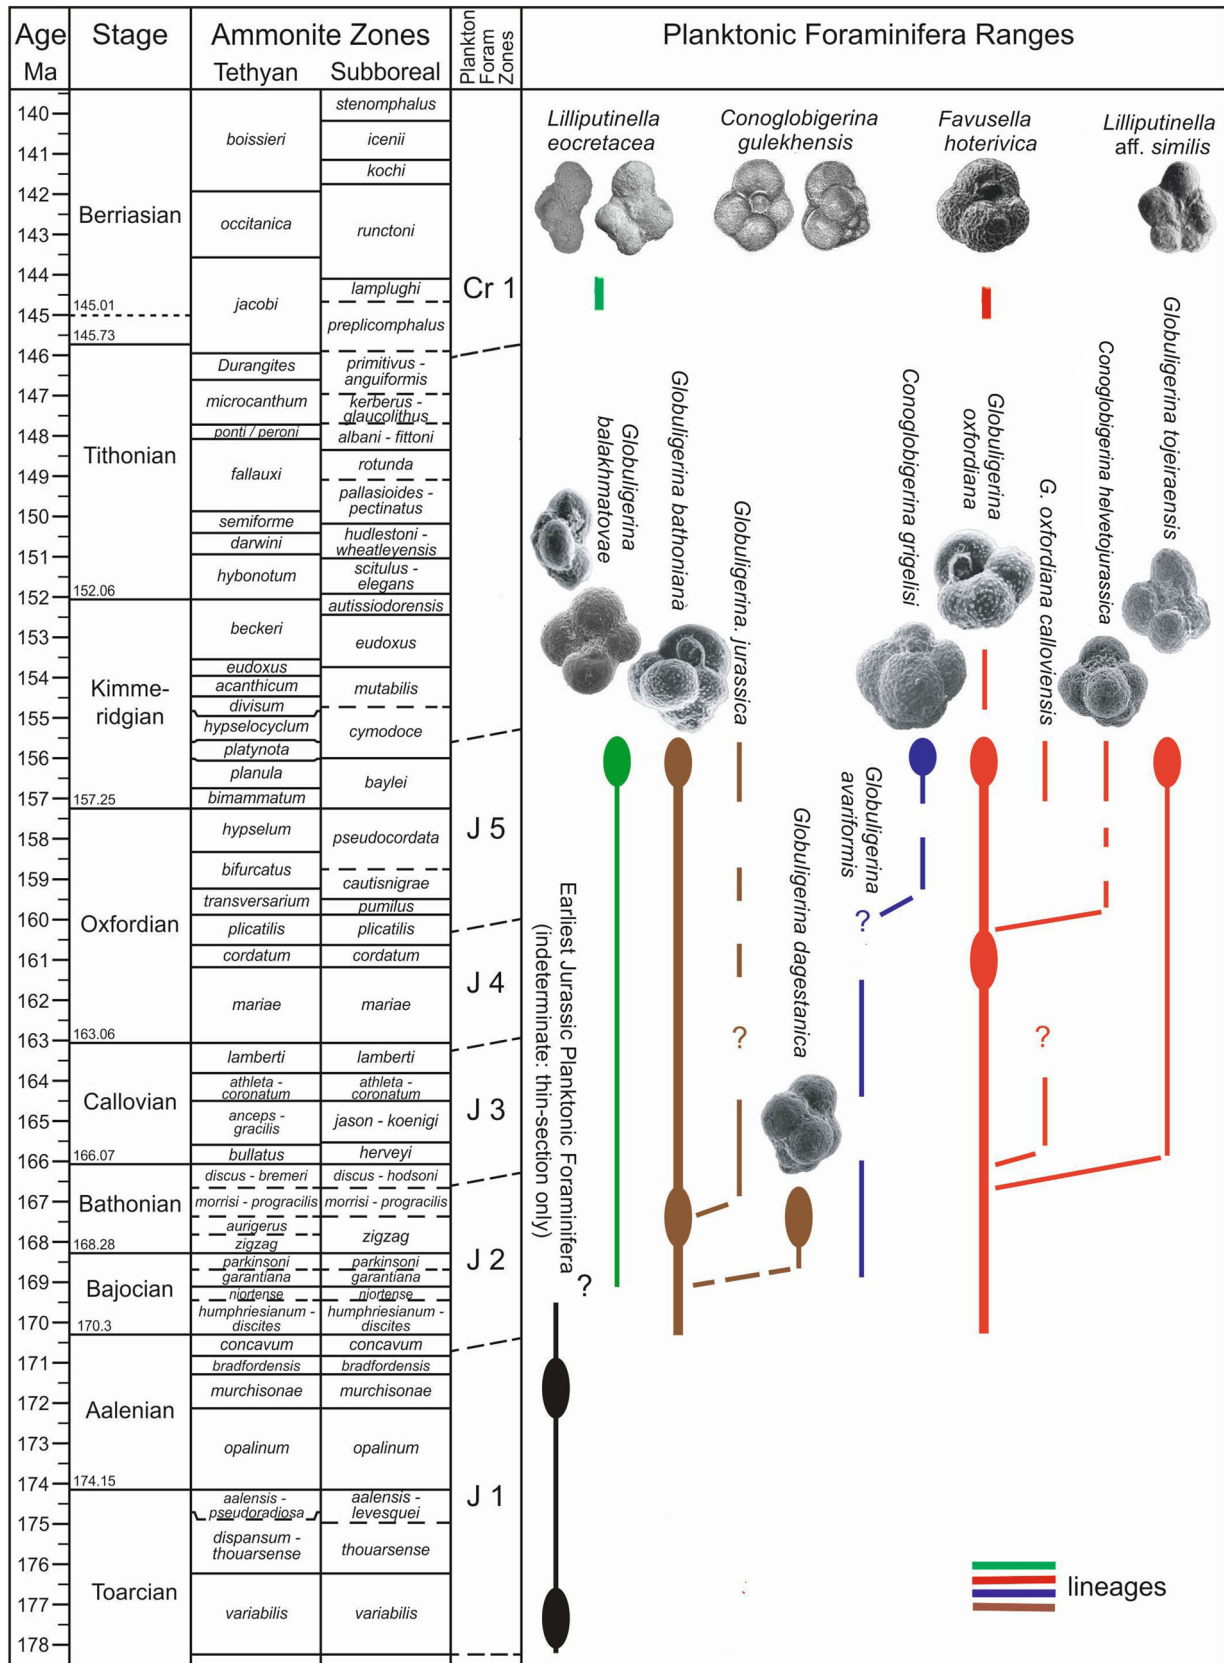 Age
Ma
Stage
Ammonite Zones
Tethyan
Subboreal
Plankton
Foram
Zones
Planktonic Foraminifera Ranges
140
141
142
143
144
145
146
147
148
149
150
151
152
153
154
155
156
157
158
159
160
161
162
163
164
165
166
167
168
169
170
171
172
173
174
175
176
177
178
Berriasian
145.01
145.73
Tithonian
152.06
Kimme-
ridgian
157.25
Oxfordian
163.06
Callovian
166.07
Bathonian
168.28
Bajocian
170.3
Aalenian
174.15
Toarcian
boissieri
occitanica
jacobi
Durangites
microcanthum
ponti / peroni
fallauxi
semiforme
darwini
hybonotum
beckeri
eudoxus
acanthicum
divisum
hypselocyclum
platynota
planula
bimammatum
hypselum
bifurcatus
transversarium
plicatilis
cordatum
mariae
lamberti
athleta -
coronatum
anceps -
gracilis
bullatus
discus - bremeri
morrisi - progracilis
aurigerus
zigzag
parkinsoni
garantiana
niortense
humphriesianum -
discites
concavum
bradfordensis
murchisonae
opalinum
aalensis -
pseudoradiosa
dispansum -
thouarsense
variabilis
stenomphalus
icenii
kochi
runctoni
lamplughi
preplicomphalus
primitivus -
anguiformis
kerberus -
glaucolithus
albani - fittoni
rotunda
pallasioides -
pectinatus
hudlestoni -
wheatleyensis
scitulus -
elegans
autissiodorensis
eudoxus
mutabilis
cymodoce
baylei
pseudocordata
cautisnigrae
pumilus
plicatilis
cordatum
mariae
lamberti
athleta -
coronatum
jason - koenigi
herveyi
discus - hodsoni
morrisi - progracilis
zigzag
parkinsoni
garantiana
niortense
humphriesianum -
discites
concavum
bradfordensis
murchisonae
opalinum
aalensis -
levesquei
thouarsense
variabilis
Cr 1
J 5
J 4
J 3
J 2
J 1
Lilliputinella
eocretacea
Conoglobigerina
gulekhensis
Favusella
hoterivica
Lilliputinella
aff. similis
Globuligerina
balakhmatovae
Globuligerina bathoniana
Globuligerina. jurassica
Conoglobigerina grigelisi
Globuligerina
oxfordiana
G. oxfordiana calloviensis
Conoglobigerina helvetojurassica
Globuligerina tojeiraensis
Globuligerina dagestanica
Globuligerina
avariformis
Earliest Jurassic Planktonic Foraminifera
(indeterminate: thin-section only)
?
?
?
?
lineages